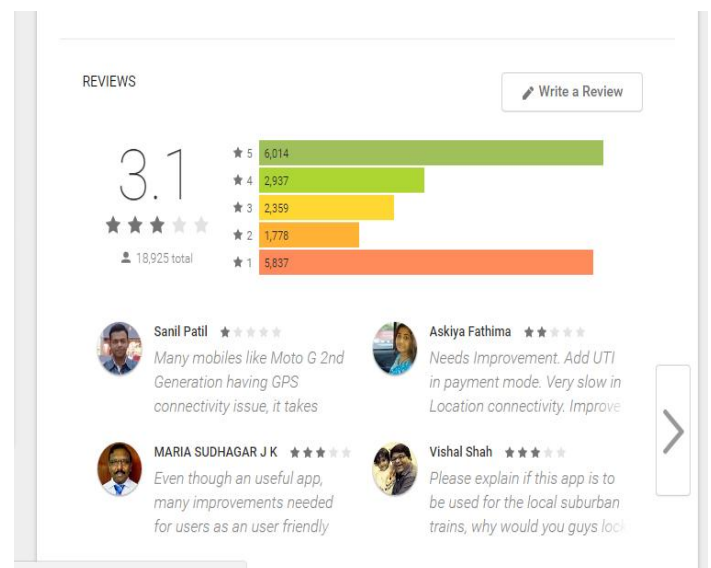 REVIEWS
Write a Review
3.1
18,925 total
5 6,014
4 2,937
3 2,359
2 1,778
1 5,837
Sanil Patil
Many mobiles like Moto G 2nd
Generation having GPS
connectivity issue, it takes
Askiya Fathima
Needs Improvement. Add UTI
in payment mode. Very slow in
Location connectivity. Improve
MARIA SUDHAGAR J K
Even though an useful app,
many improvements needed
for users as an user friendly
Vishal Shah
Please explain if this app is to
be used for the local suburban
trains, why would you guys lock